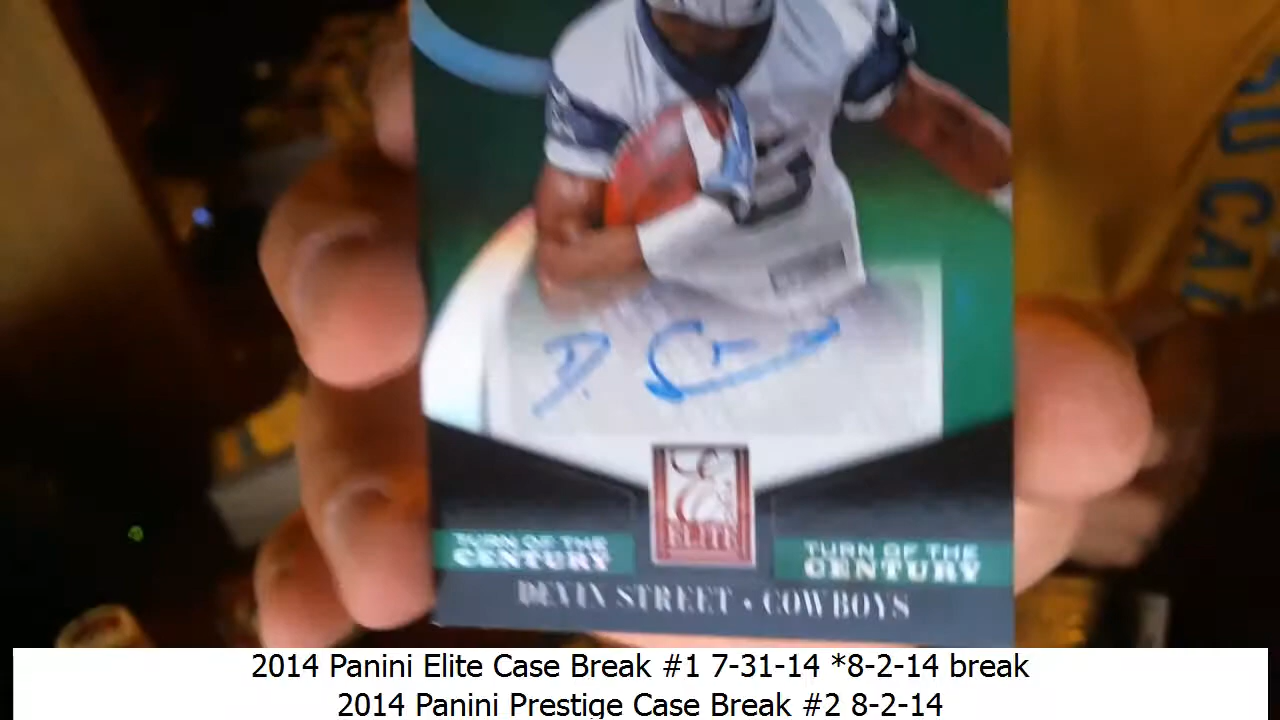 D. St
ELITE
TURN OF THE
CENTURY
TURN OF THE
CENTURY
DEVIN STREET • COWBOYS
2014 Panini Elite Case Break #1 7-31-14 *8-2-14 break
2014 Panini Prestige Case Break #2 8-2-14